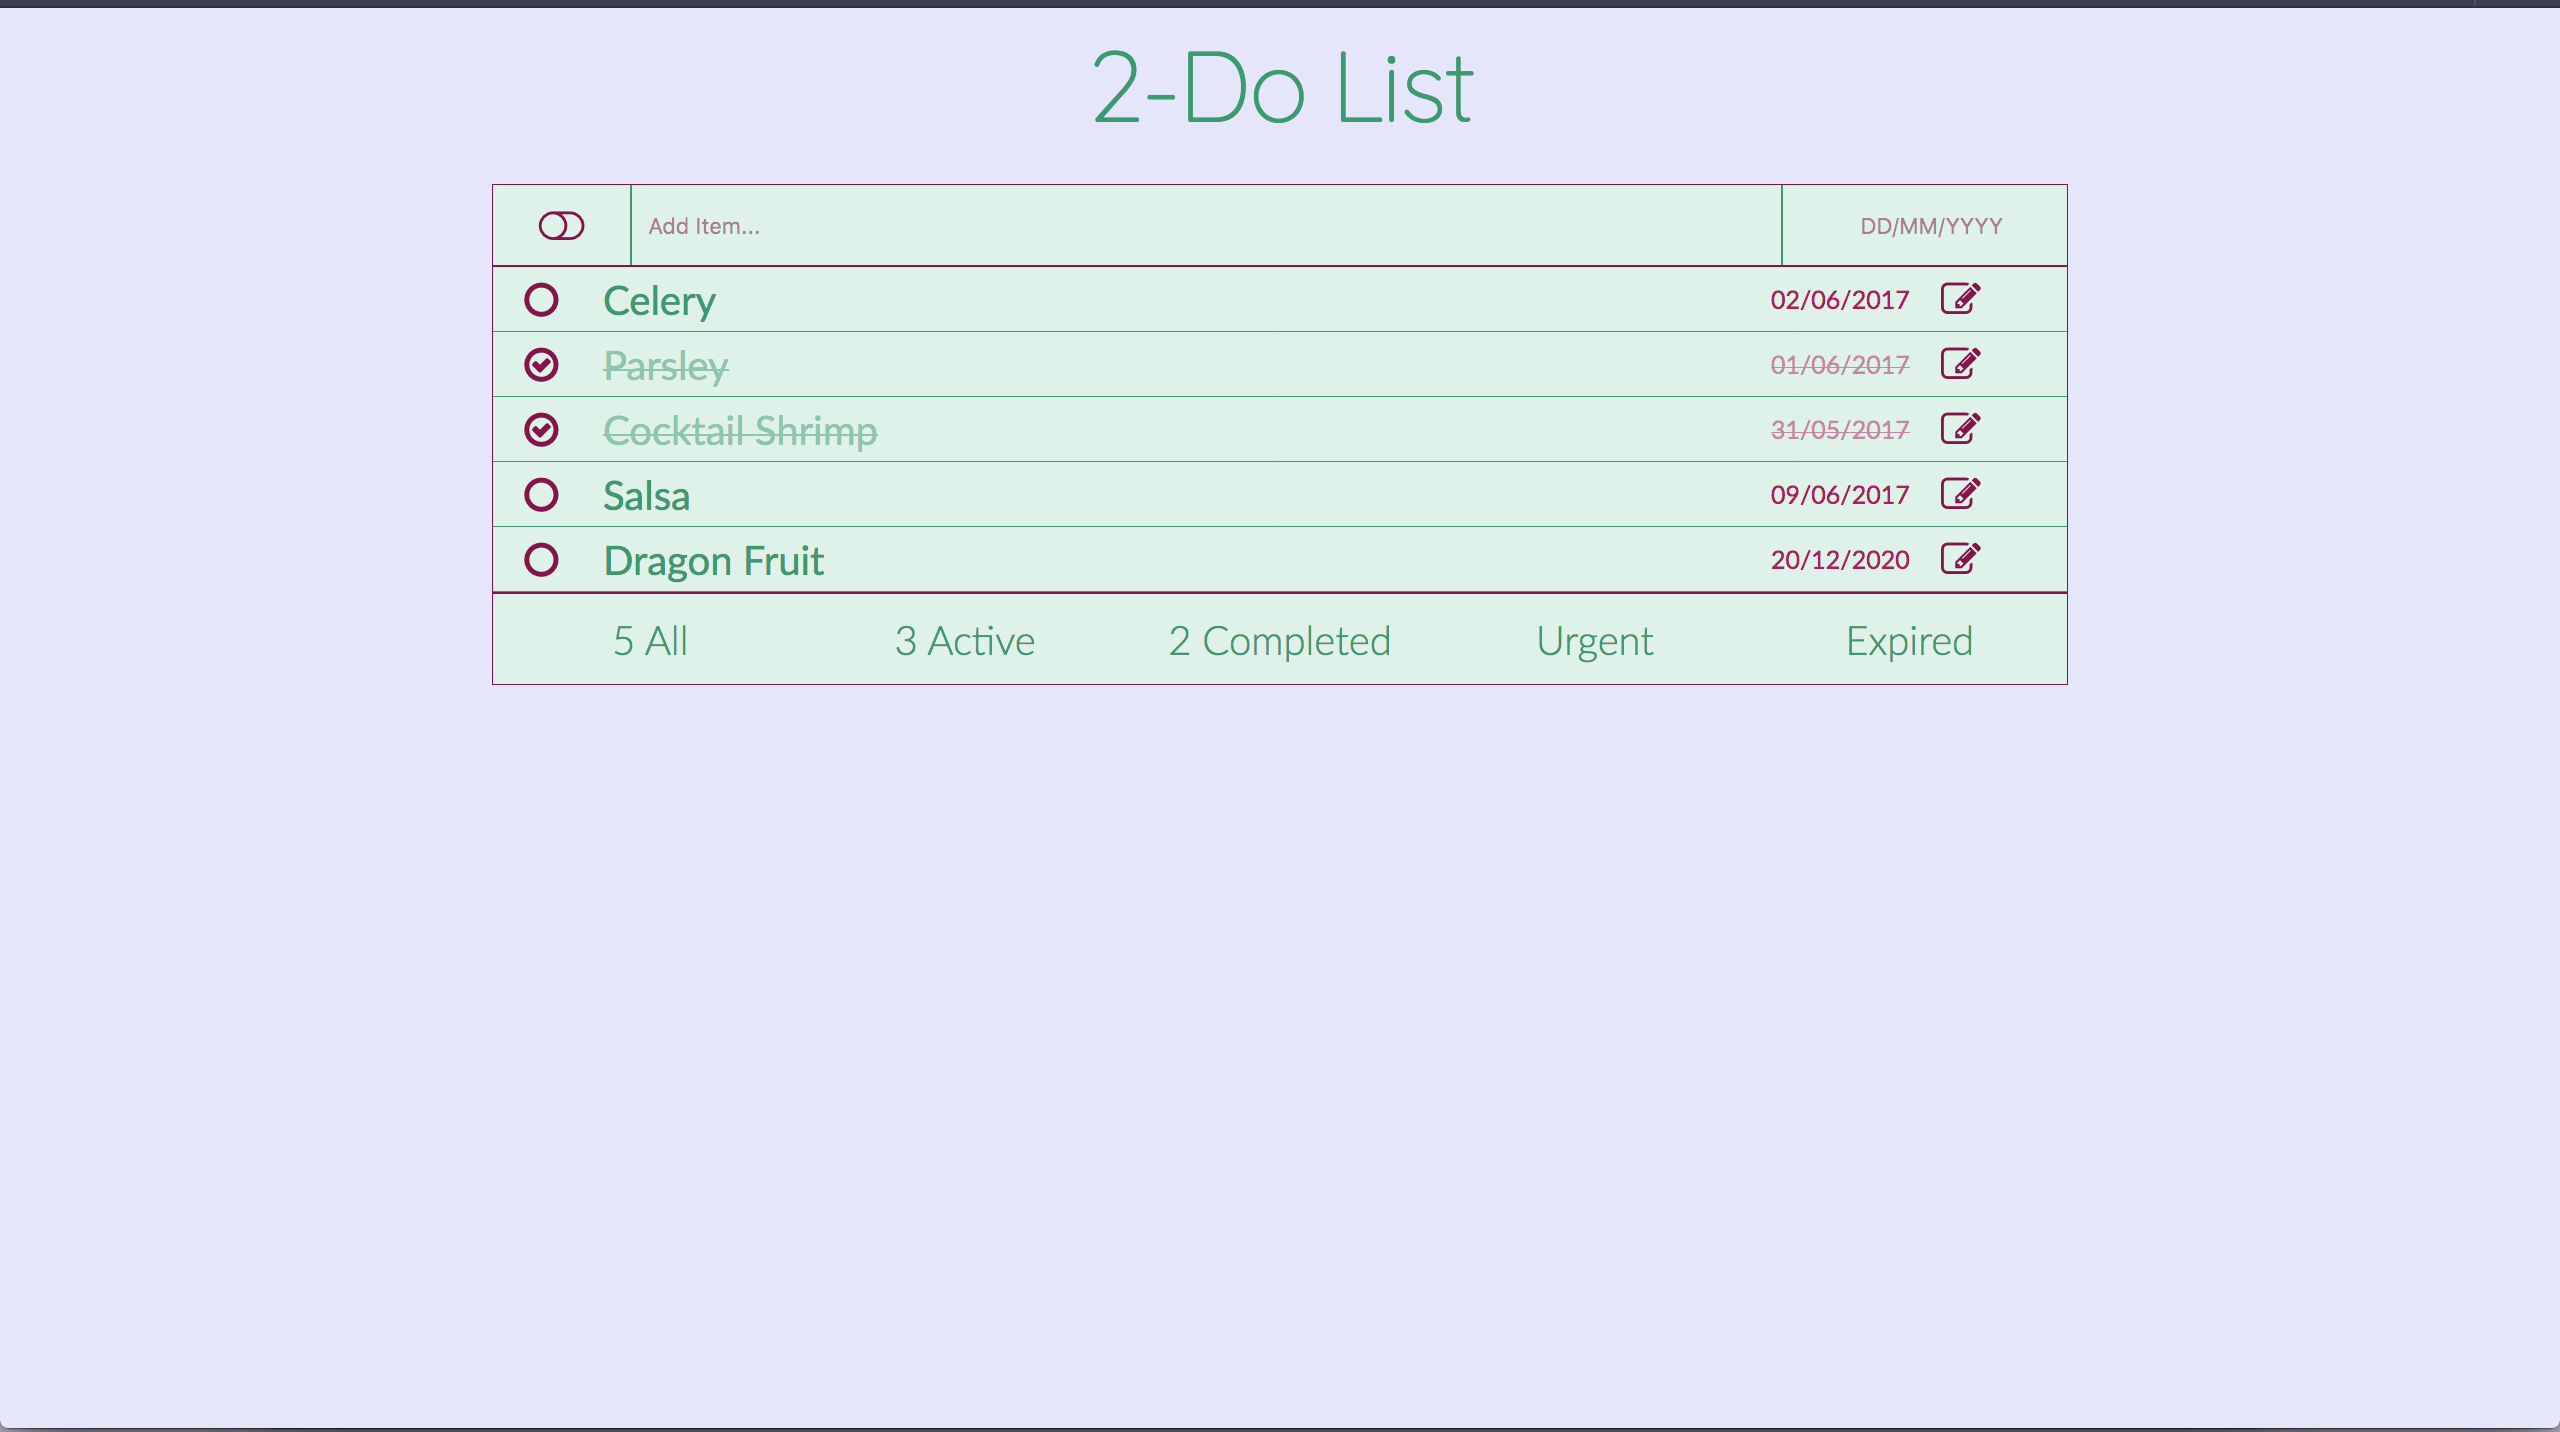 2-Do List
Add Item... DD/MM/YYYY
Celery 02/06/2017
Parsley 01/06/2017
Cocktail Shrimp 31/05/2017
Salsa 09/06/2017
Dragon Fruit 20/12/2020
5 All 3 Active 2 Completed Urgent Expired